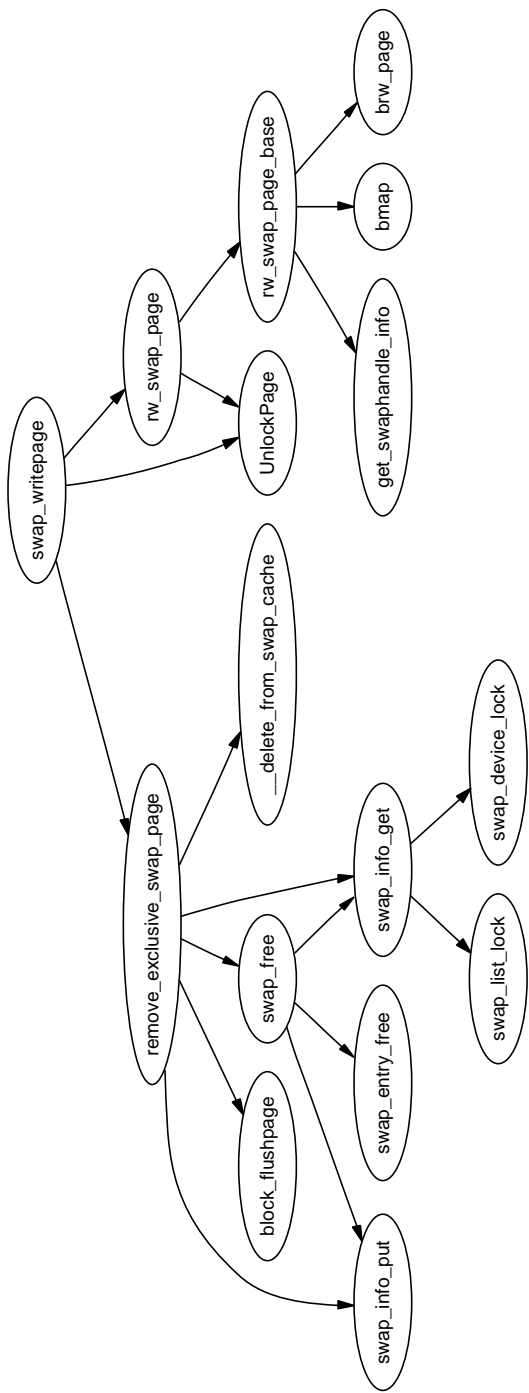 swap_writepage
remove_exclusive_swap_page
rw_swap_page
block_flushpage
swap_free
__delete_from_swap_cache
UnlockPage
rw_swap_page_base
swap_info_put
swap_entry_free
swap_info_get
get_swaphandle_info
bmap
brw_page
swap_list_lock
swap_device_lock